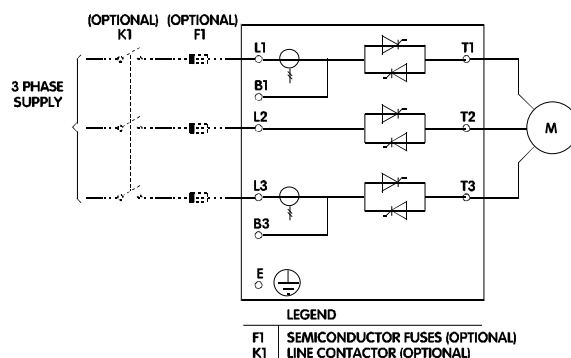 (OPTIONAL) (OPTIONAL)
K1 F1
L1 T1
3 PHASE
SUPPLY
B1
L2 T2
M
L3 T3
B3
E
LEGEND
F1 SEMICONDUCTOR FUSES (OPTIONAL)
K1 LINE CONTACTOR (OPTIONAL)